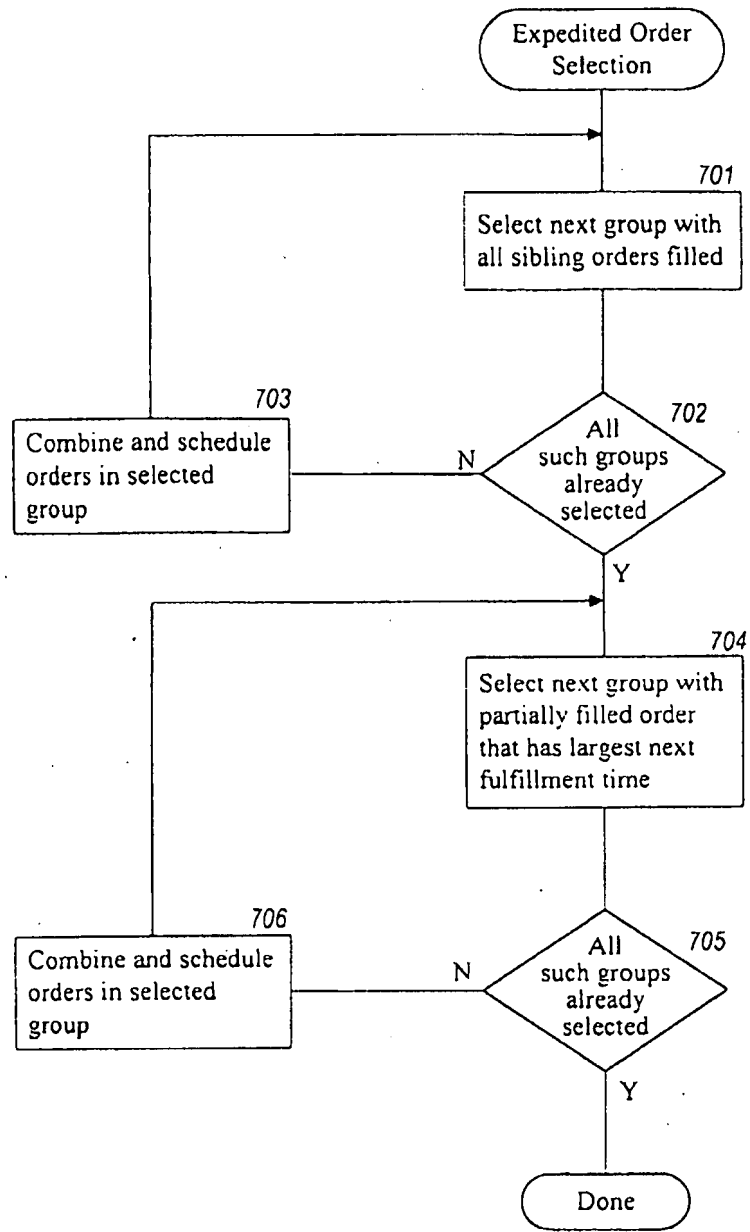 Expedited Order
Selection
701
Select next group with
all sibling orders filled
702
All
such groups
already
selected
N
Y
703
Combine and schedule
orders in selected
group
704
Select next group with
partially filled order
that has largest next
fulfillment time
705
All
such groups
already
selected
N
Y
706
Combine and schedule
orders in selected
group
Done